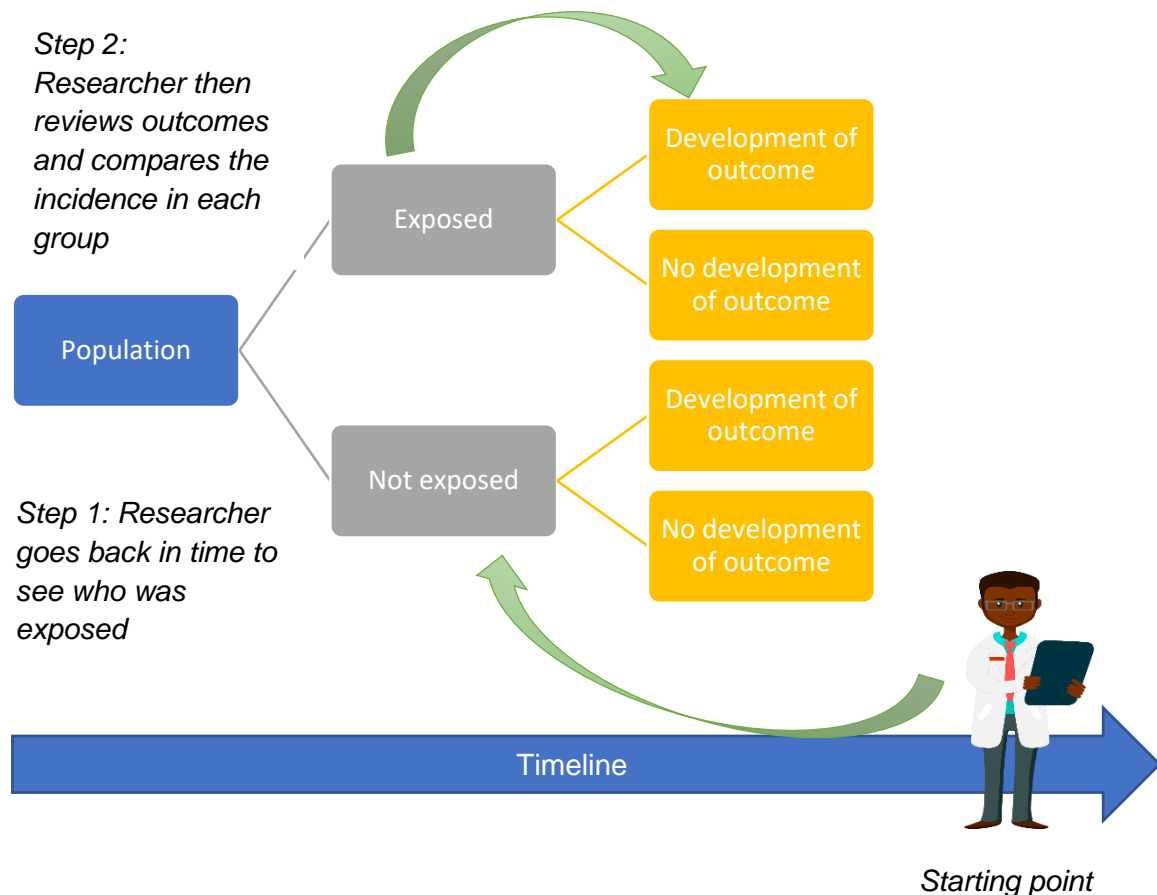 Step 2:
Researcher then
reviews outcomes
and compares the
incidence in each
group
Exposed
Development of
outcome
No development
of outcome
Population
Not exposed
Development of
outcome
No development
of outcome
Step 1: Researcher
goes back in time to
see who was
exposed
Timeline
Starting point